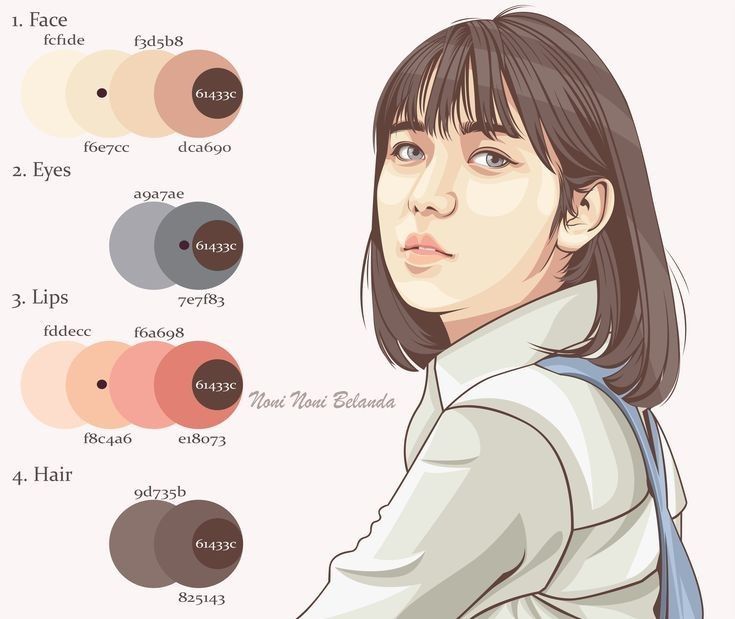 1. Face
fcf1de
f3d5b8
61433c
f6e7cc
dca690
2. Eyes
a9a7ae
61433c
7e7f83
3. Lips
fddecc
f6a698
61433c
Noni Noni Belanda
f8c4a6
e18073
4. Hair
9d735b
61433c
825143